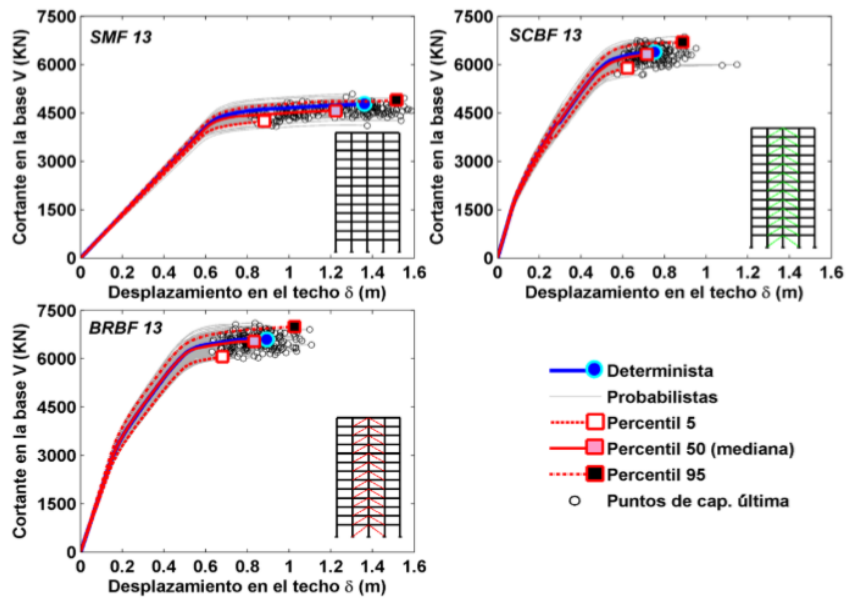 SMF 13
Cortante en la base V (KN)
7500
6000
4500
3000
1500
0
0 0.2 0.4 0.6 0.8 1 1.2 1.4 1.6
Desplazamiento en el techo δ (m)
SCBF 13
Cortante en la base V (KN)
7500
6000
4500
3000
1500
0
0 0.2 0.4 0.6 0.8 1 1.2 1.4 1.6
Desplazamiento en el techo δ (m)
BRBF 13
Cortante en la base V (KN)
7500
6000
4500
3000
1500
0
0 0.2 0.4 0.6 0.8 1 1.2 1.4 1.6
Desplazamiento en el techo δ (m)
Determinista
Probabilistas
Percentil 5
Percentil 50 (mediana)
Percentil 95
Puntos de cap. última